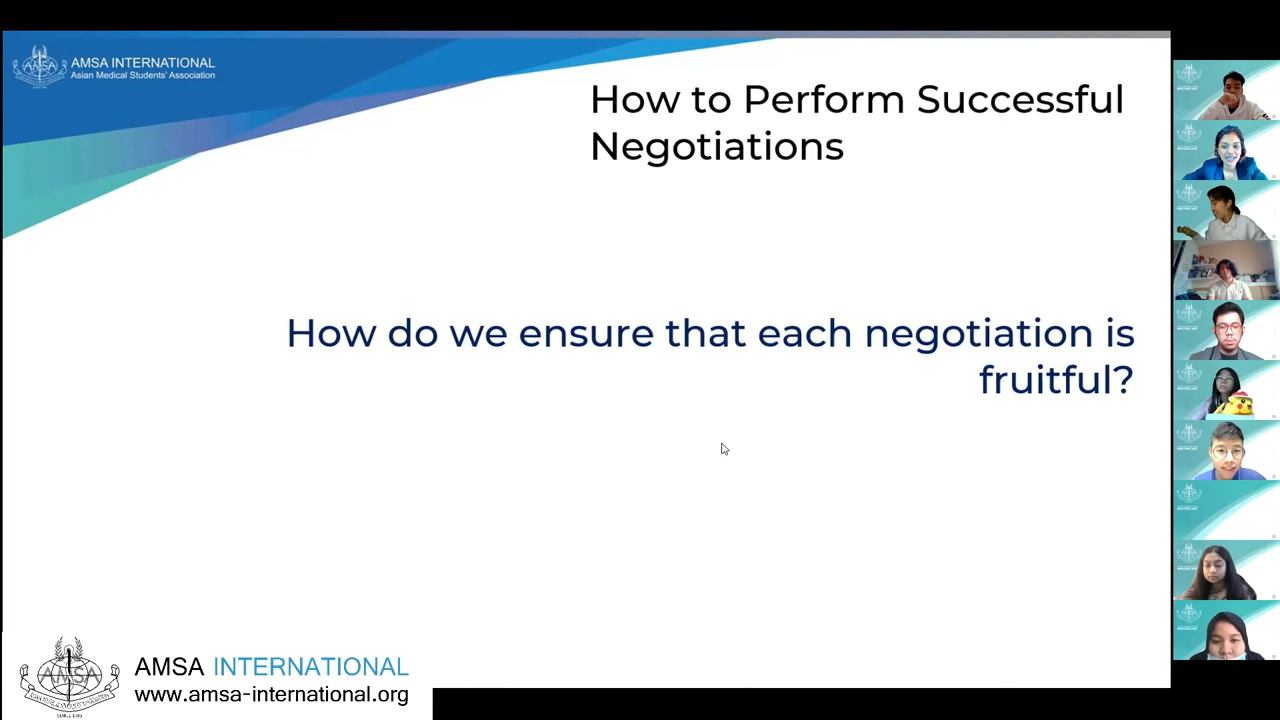 AMSA INTERNATIONAL
Asian Medical Students' Association
How to Perform Successful
Negotiations
How do we ensure that each negotiation is
fruitful?
AMSA
AMSA INTERNATIONAL
www.amsa-international.org